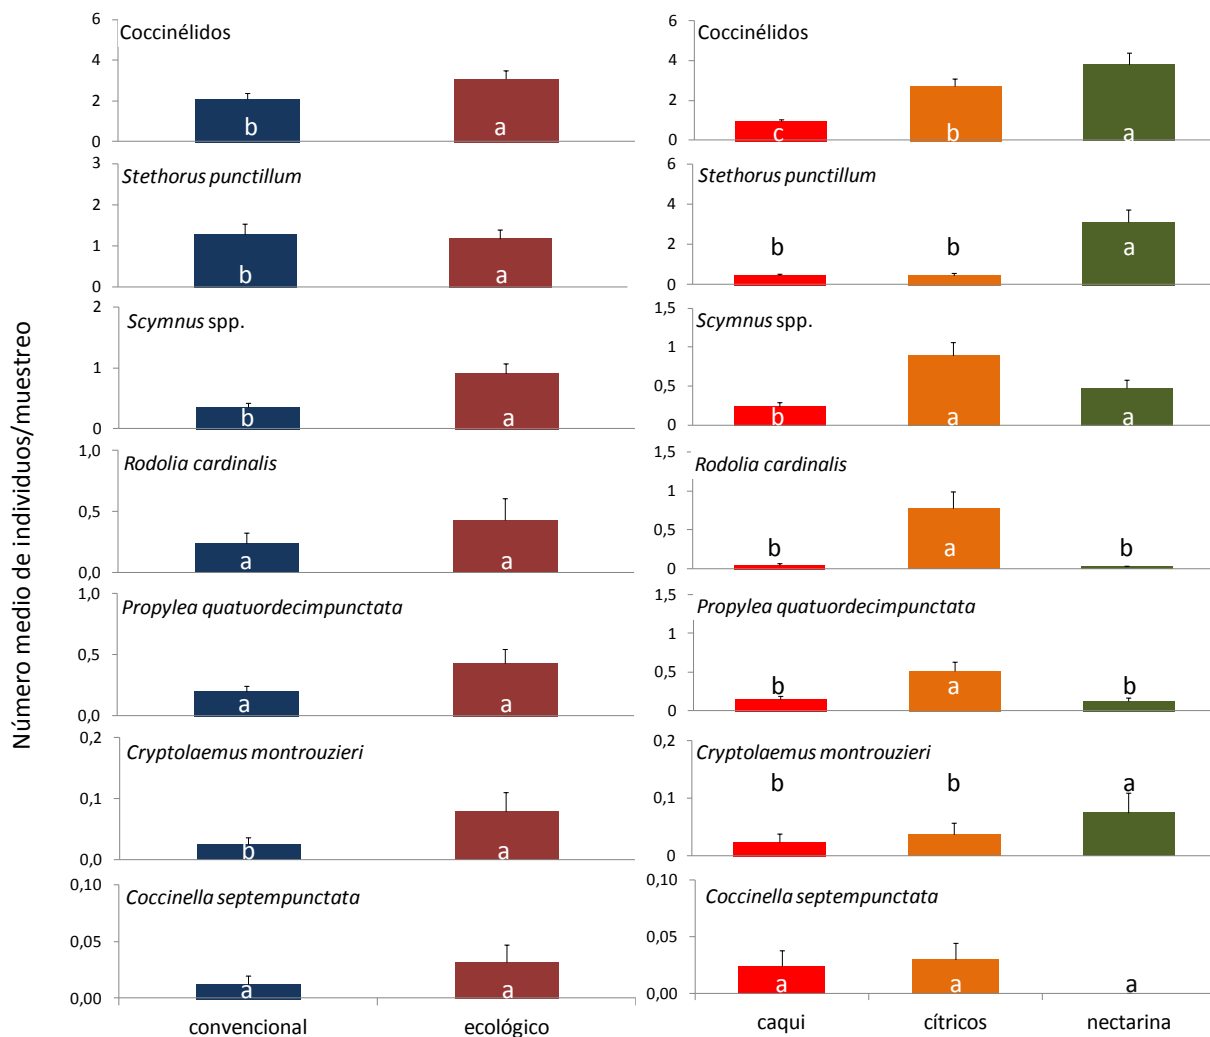 Número medio de individuos/muestreo
Coccinélidos
6
4
2
0
b
a
Stethorus punctillum
3
2
1
0
b
a
Scymnus spp.
2
1
0
b
a
Rodolia cardinalis
1,0
0,5
0,0
a
a
Propylea quatuordecimpunctata
1,0
0,5
0,0
a
a
Cryptolaemus montrouzieri
0,2
0,1
0,0
b
a
Coccinella septempunctata
0,10
0,05
0,00
a
a
convencional
ecológico
Coccinélidos
6
4
2
0
c
b
a
Stethorus punctillum
6
4
2
0
b
b
a
Scymnus spp.
1,5
1
0,5
0
b
a
a
Rodolia cardinalis
1,5
1
0,5
0
b
a
b
Propylea quatuordecimpunctata
1,5
1
0,5
0
b
a
b
Cryptolaemus montrouzieri
0,2
0,1
0
b
b
a
Coccinella septempunctata
0,10
0,05
0,00
a
a
a
caqui
cítricos
nectarina